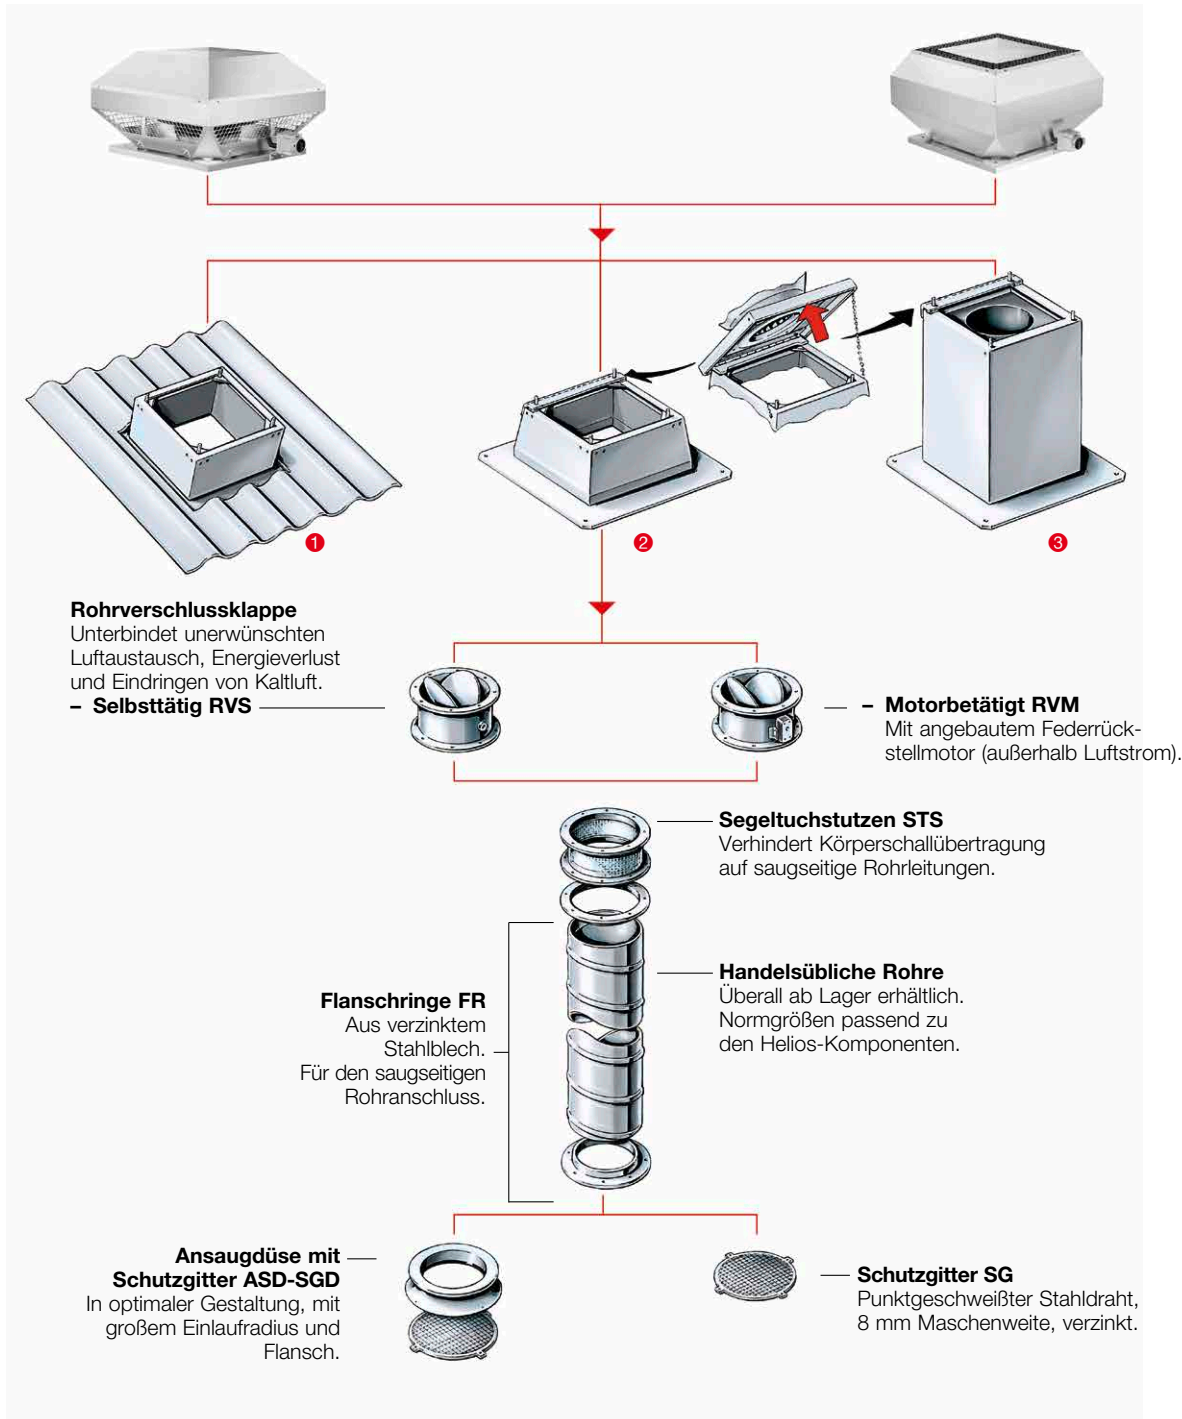 1
2
3
Rohrverschlussklappe
Unterbindet unerwünschten
Luftaustausch, Energieverlust
und Eindringen von Kaltluft.
– Selbsttätig RVS
– Motorbetätigt RVM
Mit angebautem Federrück-
stellmotor (außerhalb Luftstrom).
Segeltuchstutzen STS
Verhindert Körperschallübertragung
auf saugseitige Rohrleitungen.
Flanschringe FR
Aus verzinktem
Stahlblech.
Für den saugseitigen
Rohranschluss.
Handelsübliche Rohre
Überall ab Lager erhältlich.
Normgrößen passend zu
den Helios-Komponenten.
Ansaugdüse mit
Schutzgitter ASD-SGD
In optimaler Gestaltung, mit
großem Einlaufradius und
Flansch.
Schutzgitter SG
Punktgeschweißter Stahldraht,
8 mm Maschenweite, verzinkt.